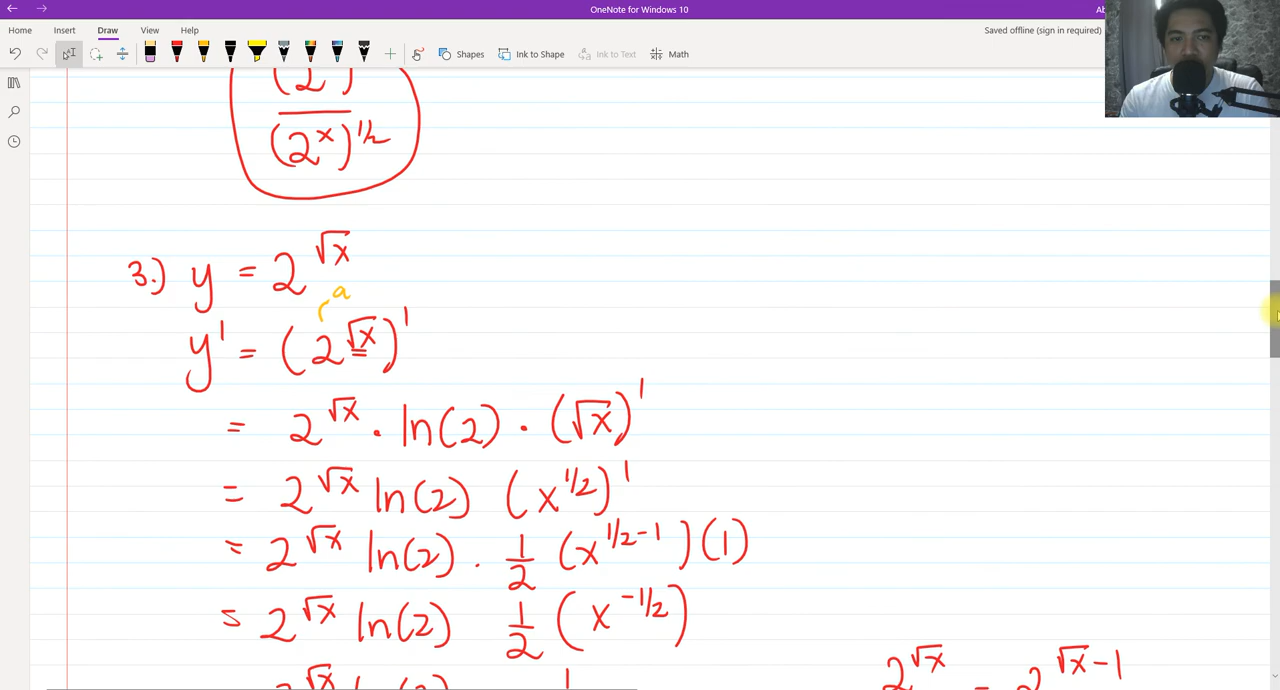 OneNote for Windows 10
Ab
Home Insert Draw View Help
Saved offline (sign in required)
Shapes Ink to Shape Ink to Text Math
(2 )
(2^x)^1/2
3.) y = 2^√x
a
y' = (2^√x)'
= 2^√x · ln(2) · (√x)'
= 2^√x ln(2) (x^1/2)'
= 2^√x ln(2) · 1/2 (x^1/2-1)(1)
= 2^√x ln(2) 1/2 (x^-1/2)
2^√x = 2^√x-1